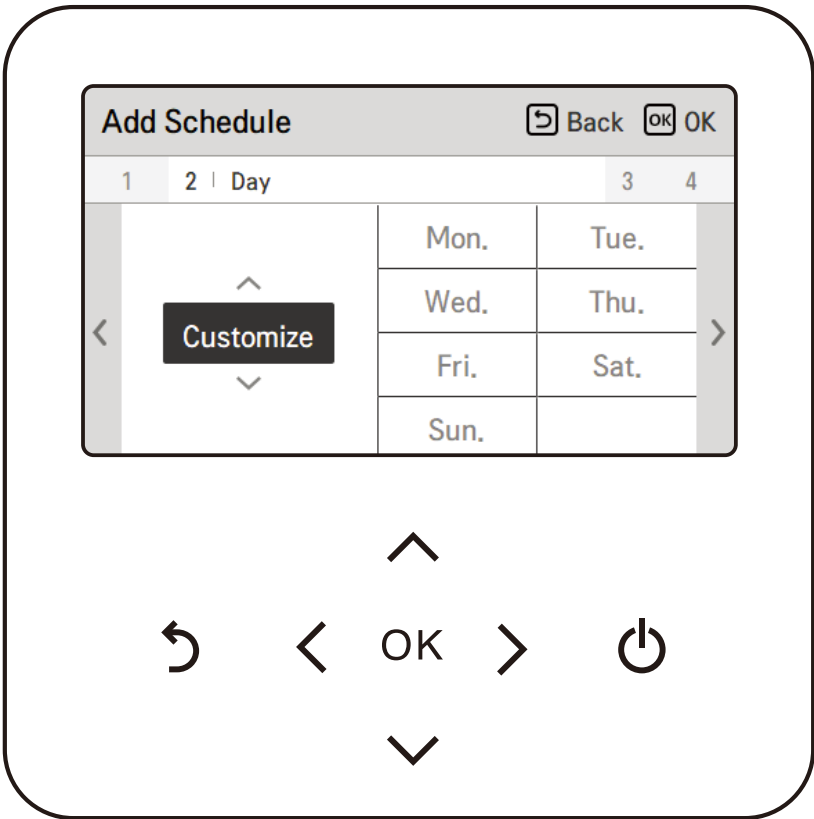 Add Schedule Back OK OK
1 2 Day 3 4
Mon. Tue.
Wed. Thu.
Customize
Fri. Sat.
Sun.
OK